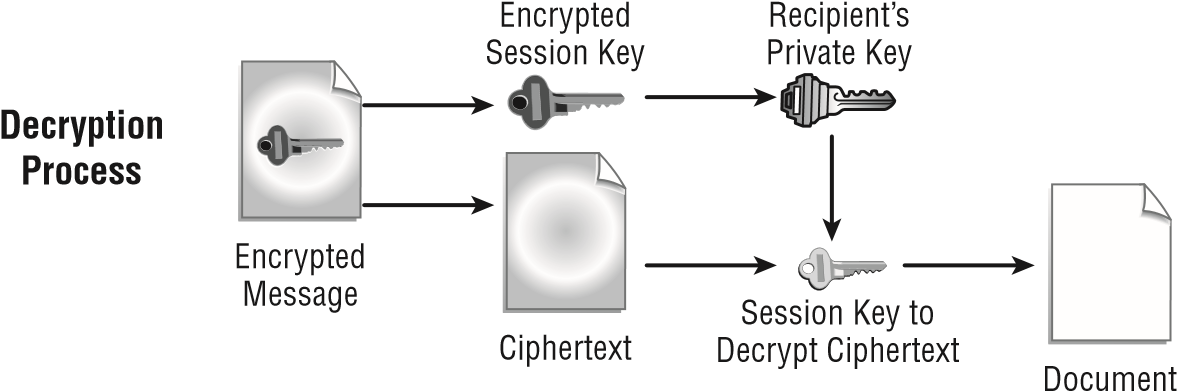 Decryption
Process
Encrypted
Message
Encrypted
Session Key
Recipient's
Private Key
Ciphertext
Session Key to
Decrypt Ciphertext
Document